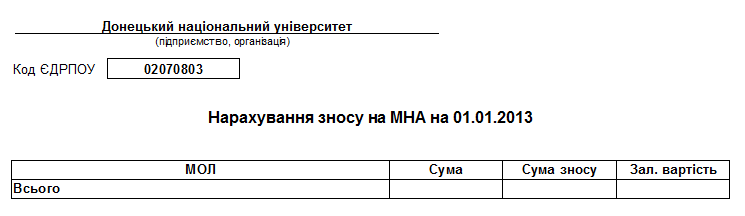 Донецький національний університет
(підприємство, організація)
Код ЄДРПОУ 02070803
Нарахування зносу на МНА на 01.01.2013
МОЛ Сума Сума зносу Зал. вартість
Всього